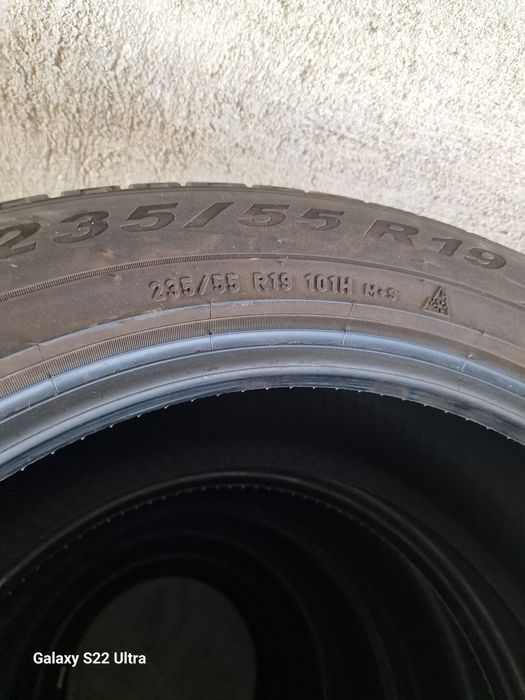 235/55 R19
235/55 R19 101H M+S
Galaxy S22 Ultra